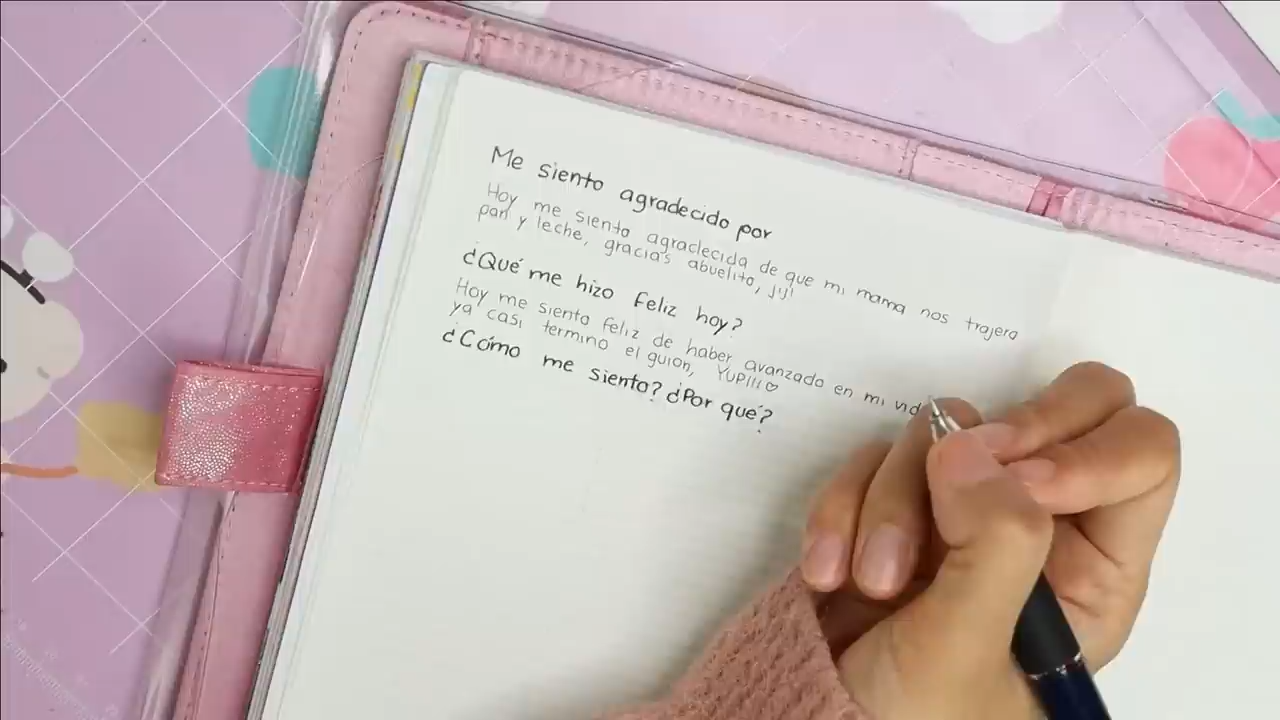 Me siento agradecido por
Hoy me siento agradecida de que mi mama nos trajera
pan y leche, gracias abuelito, jiji
¿Qué me hizo feliz hoy?
Hoy me siento feliz de haber avanzado en mi vid
ya casi termino el guion, YUPIII♡
¿Cómo me siento? ¿Por qué?